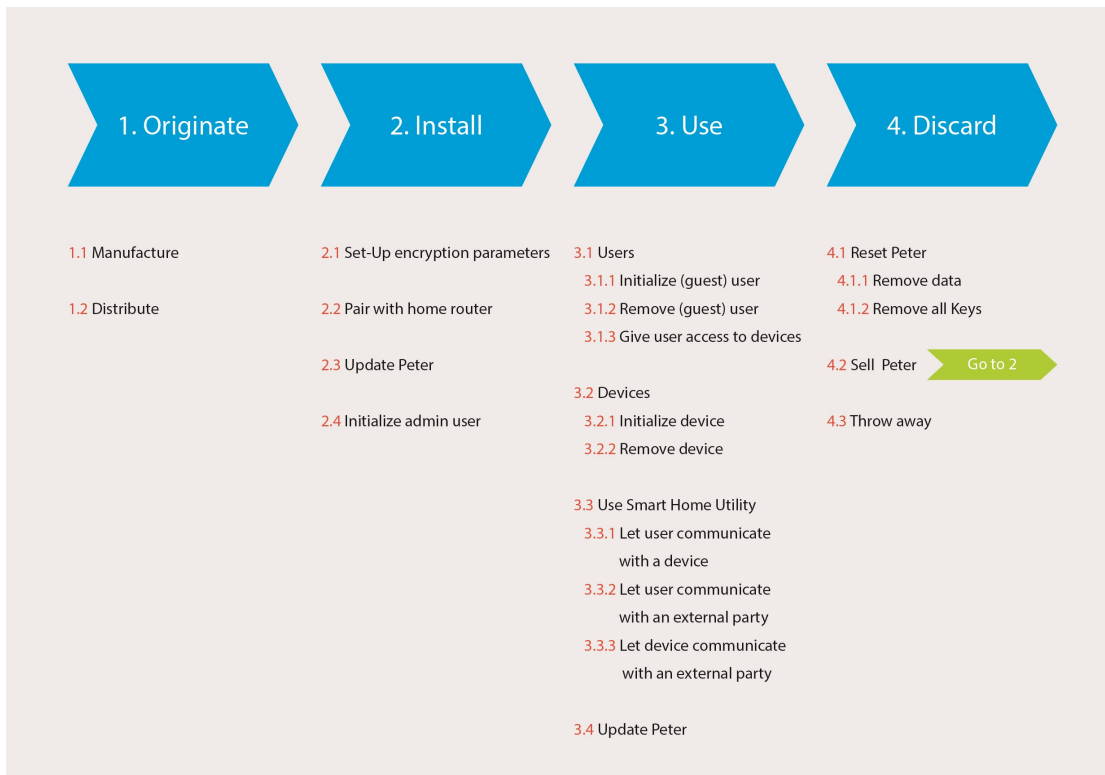 1. Originate
2. Install
3. Use
4. Discard
1.1 Manufacture
1.2 Distribute
2.1 Set-Up encryption parameters
2.2 Pair with home router
2.3 Update Peter
2.4 Initialize admin user
3.1 Users
3.1.1 Initialize (guest) user
3.1.2 Remove (guest) user
3.1.3 Give user access to devices
3.2 Devices
3.2.1 Initialize device
3.2.2 Remove device
3.3 Use Smart Home Utility
3.3.1 Let user communicate
with a device
3.3.2 Let user communicate
with an external party
3.3.3 Let device communicate
with an external party
3.4 Update Peter
4.1 Reset Peter
4.1.1 Remove data
4.1.2 Remove all Keys
4.2 Sell Peter
Go to 2
4.3 Throw away